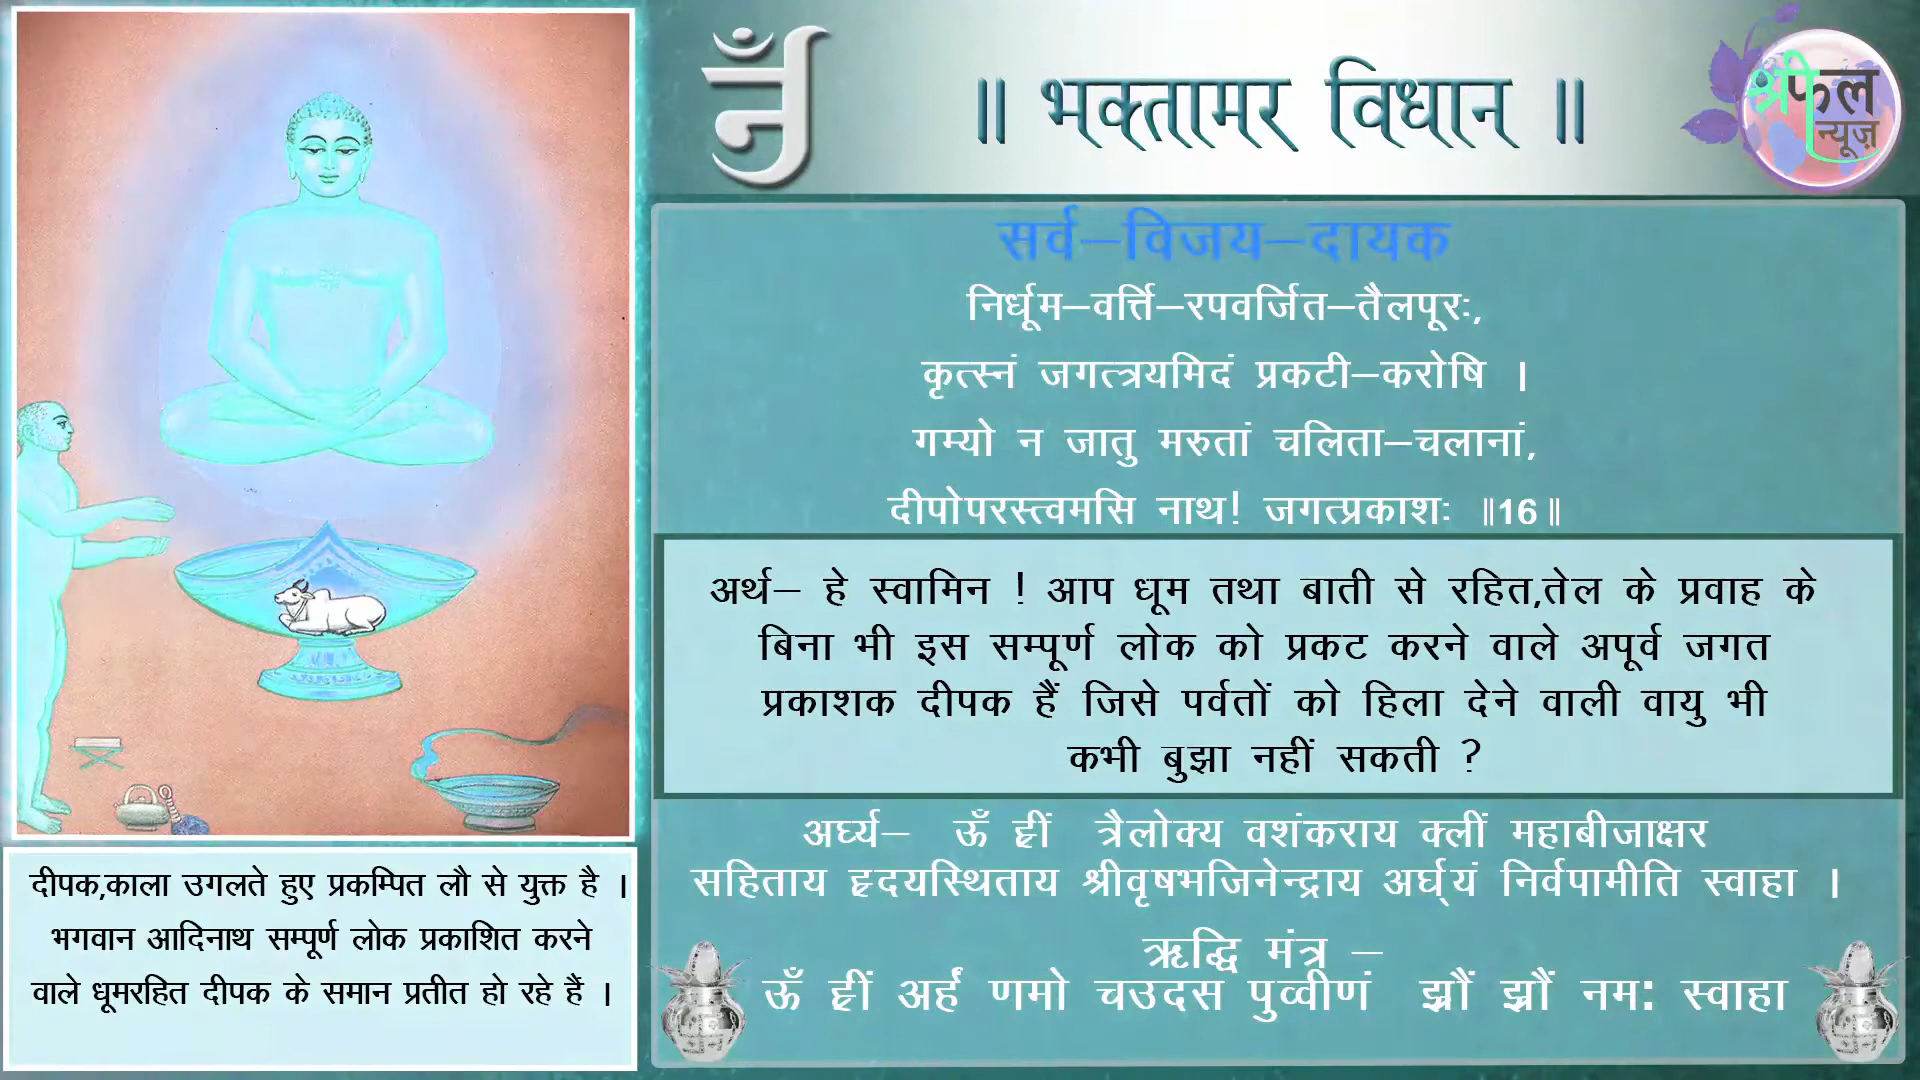 ॥ भक्तामर विधान ॥
श्रीफल
न्यूज़
सर्व–विजय–दायक
निर्धूम–वर्त्ति–रपवर्जित–तैलपूरः,
कृत्स्नं जगत्त्रयमिदं प्रकटी–करोषि ।
गम्यो न जातु मरुतां चलिता–चलानां,
दीपोपरस्त्वमसि नाथ! जगत्प्रकाशः ॥16॥
अर्थ– हे स्वामिन ! आप धूम तथा बाती से रहित,तेल के प्रवाह के
बिना भी इस सम्पूर्ण लोक को प्रकट करने वाले अपूर्व जगत
प्रकाशक दीपक हैं जिसे पर्वतों को हिला देने वाली वायु भी
कभी बुझा नहीं सकती ?
अर्घ्य– ऊँ ह्रीं त्रैलोक्य वशंकराय क्लीं महाबीजाक्षर
सहिताय हृदयस्थिताय श्रीवृषभजिनेन्द्राय अर्घ्यं निर्वपामीति स्वाहा ।
ऋद्धि मंत्र –
ऊँ ह्रीं अर्हं णमो चउदस पुव्वीणं झ्रौं झ्रौं नम: स्वाहा
दीपक,काला उगलते हुए प्रकम्पित लौ से युक्त है ।
भगवान आदिनाथ सम्पूर्ण लोक प्रकाशित करने
वाले धूमरहित दीपक के समान प्रतीत हो रहे हैं ।